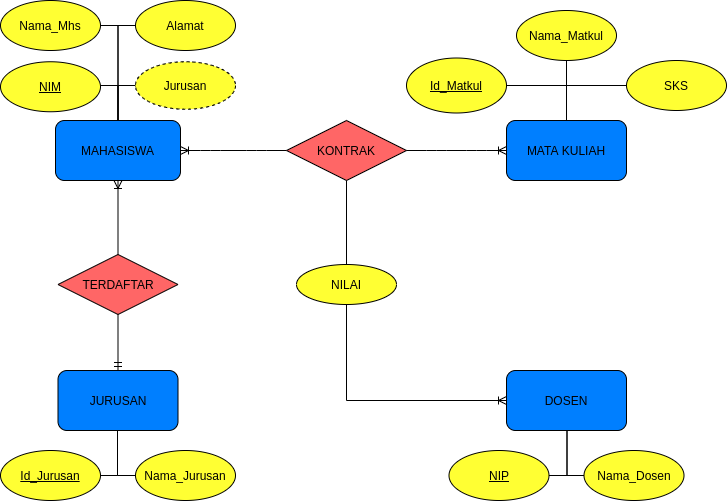 Nama_Mhs
Alamat
Nama_Matkul
NIM
Jurusan
Id_Matkul
SKS
MAHASISWA
KONTRAK
MATA KULIAH
TERDAFTAR
NILAI
JURUSAN
DOSEN
Id_Jurusan
Nama_Jurusan
NIP
Nama_Dosen